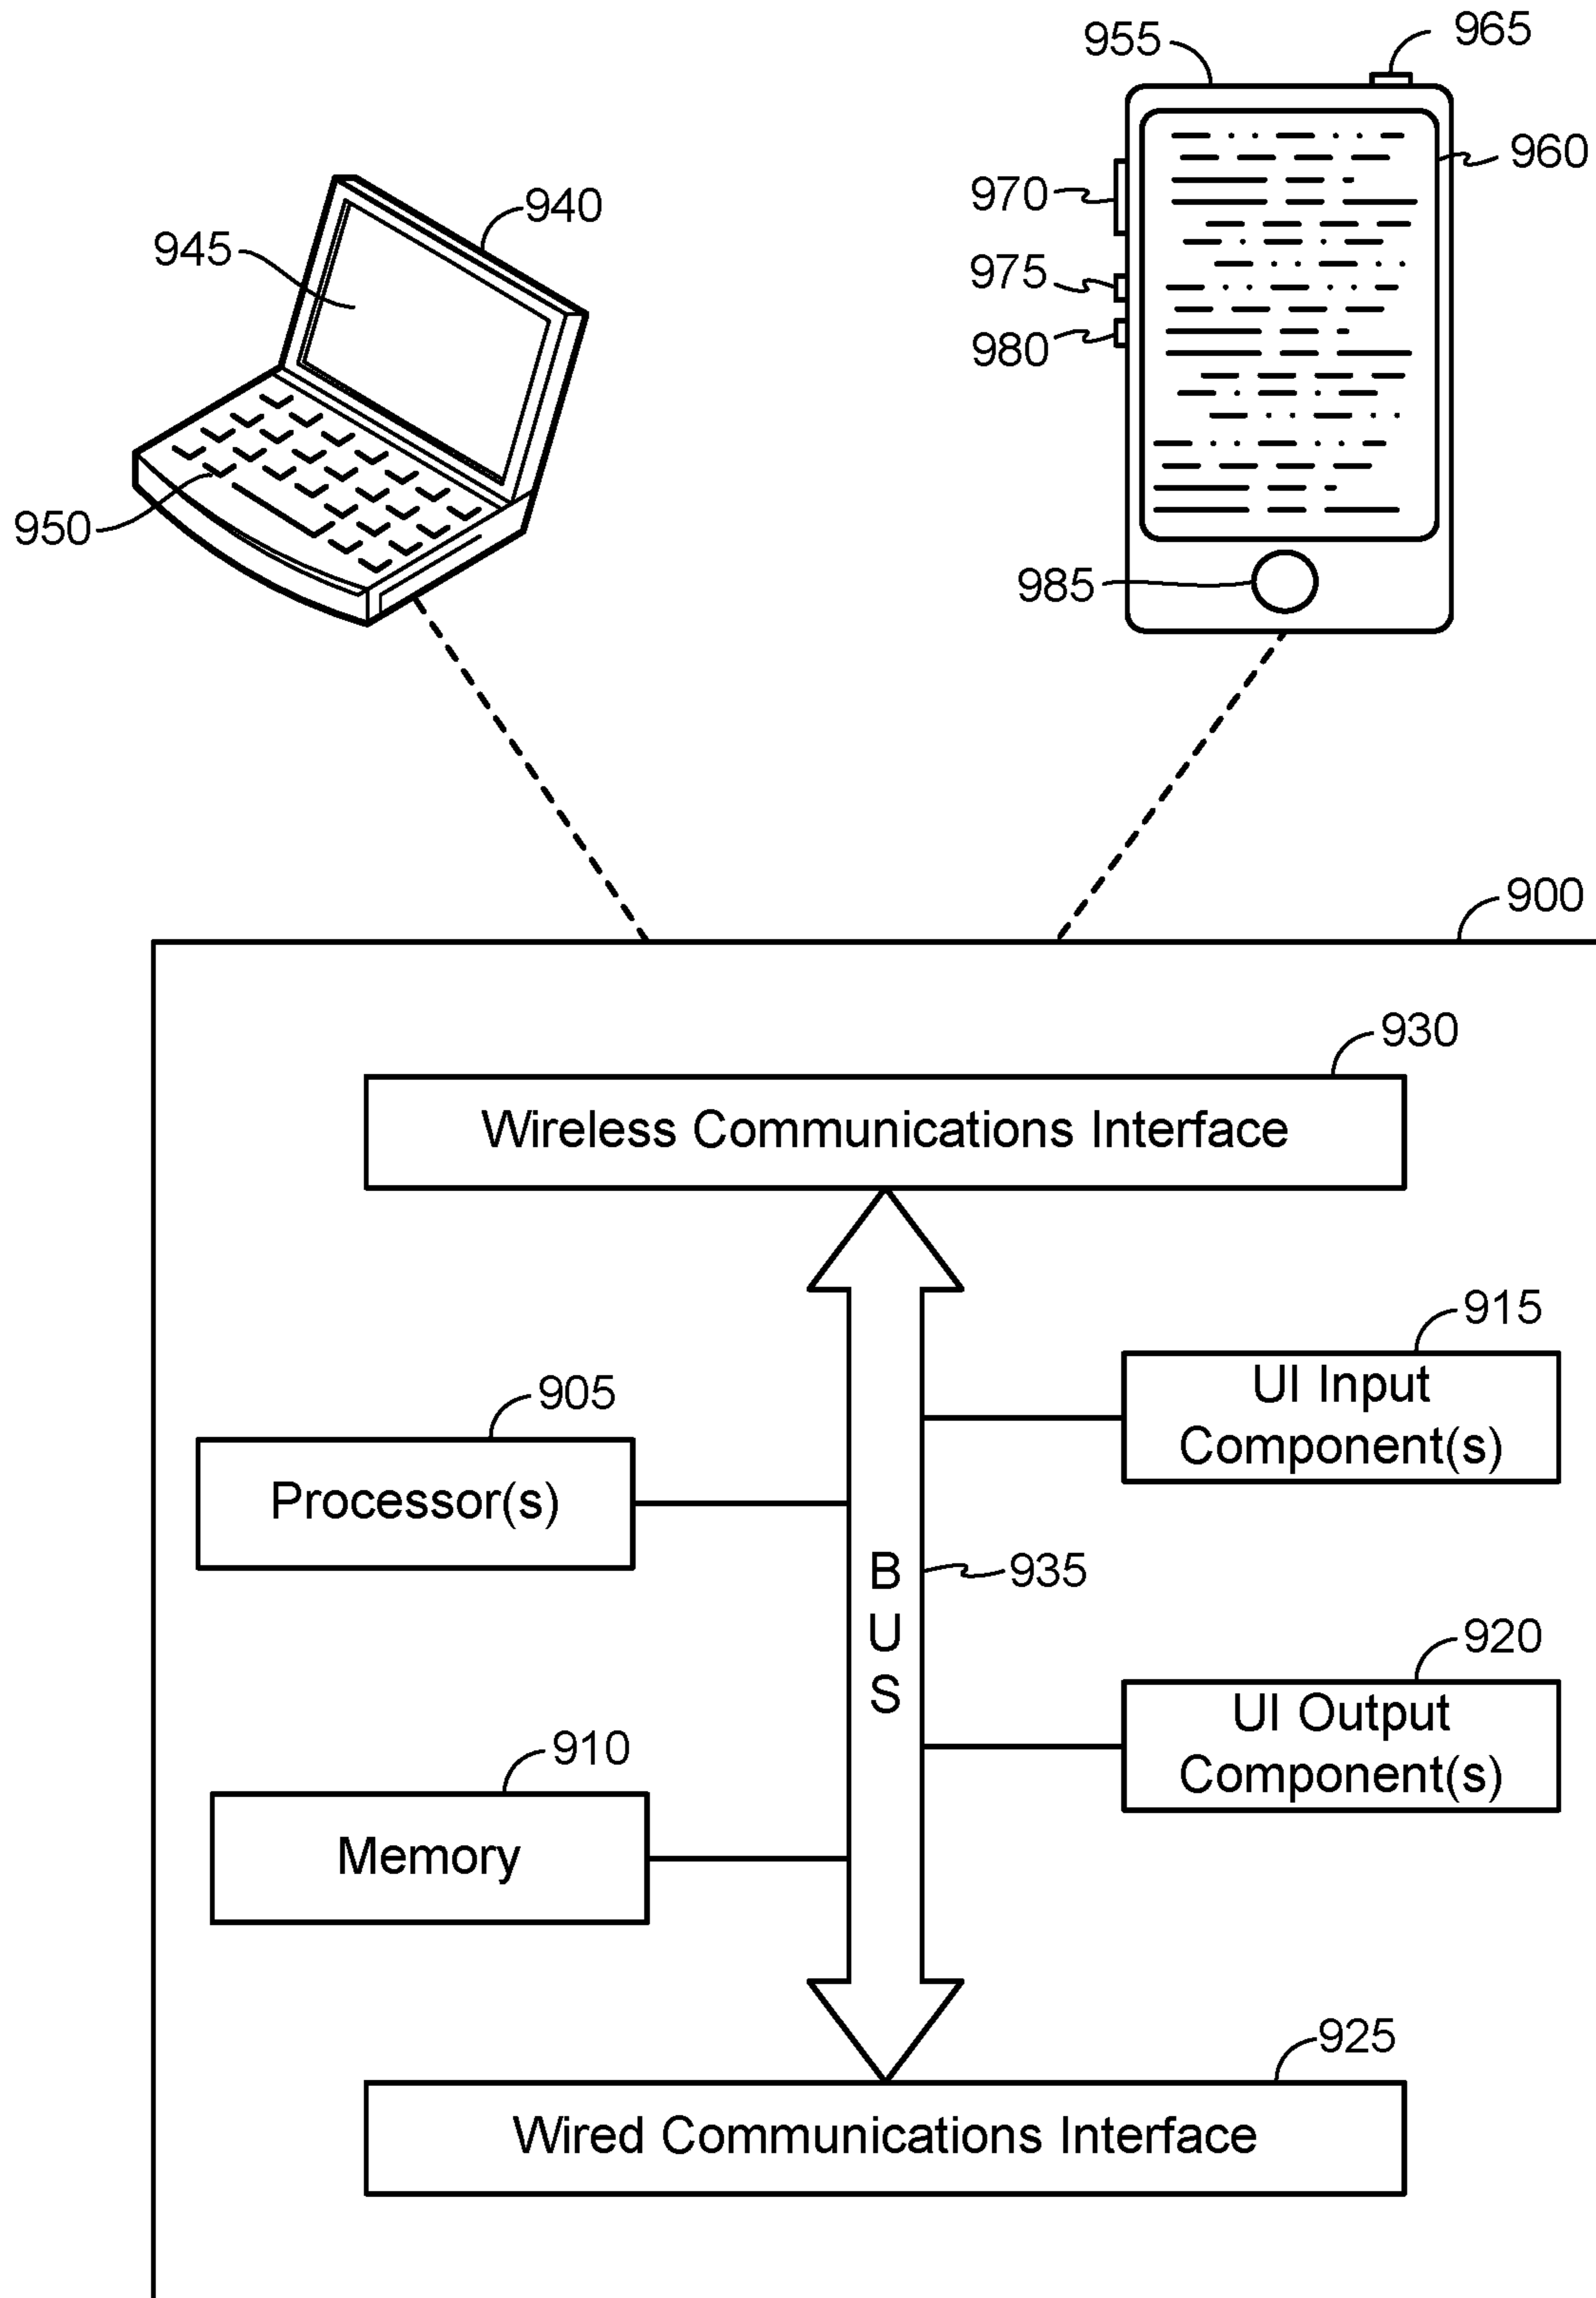 965
955
960
970
940
945
975
980
950
985
900
930
Wireless Communications Interface
915
UI Input
Component(s)
905
Processor(s)
B
U
S
935
920
UI Output
Component(s)
910
Memory
925
Wired Communications Interface